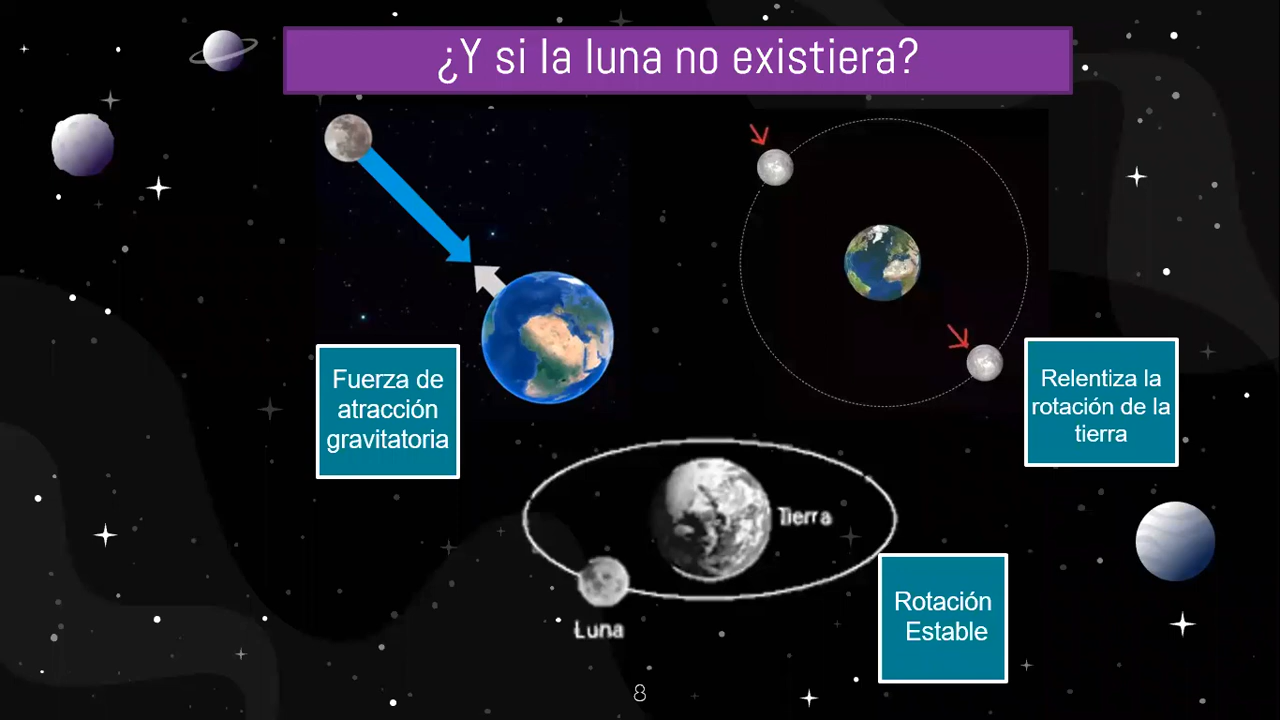 ¿Y si la luna no existiera?
Fuerza de
atracción
gravitatoria
Relentiza la
rotación de la
tierra
Tierra
Luna
Rotación
Estable
8